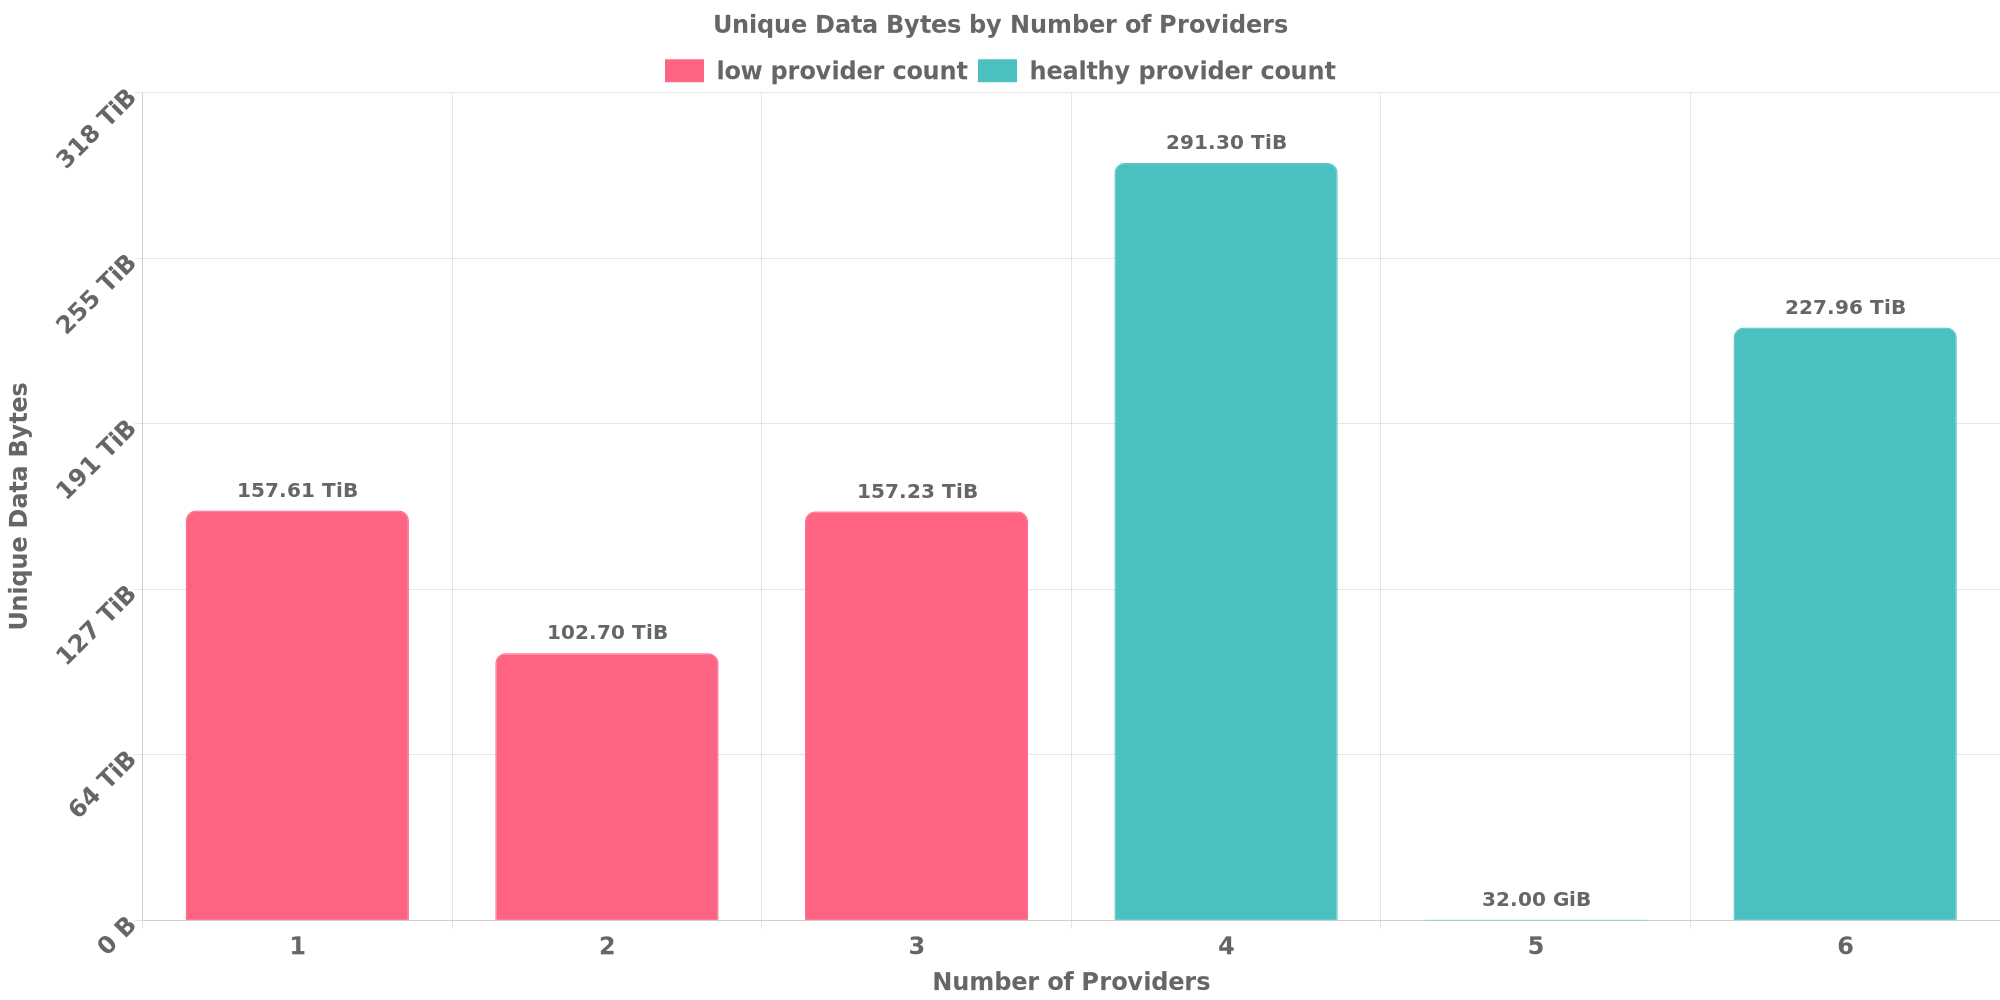 Unique Data Bytes by Number of Providers
low provider count healthy provider count
318 TiB
255 TiB
191 TiB
127 TiB
64 TiB
0 B
Unique Data Bytes
157.61 TiB
102.70 TiB
157.23 TiB
291.30 TiB
32.00 GiB
227.96 TiB
1 2 3 4 5 6
Number of Providers